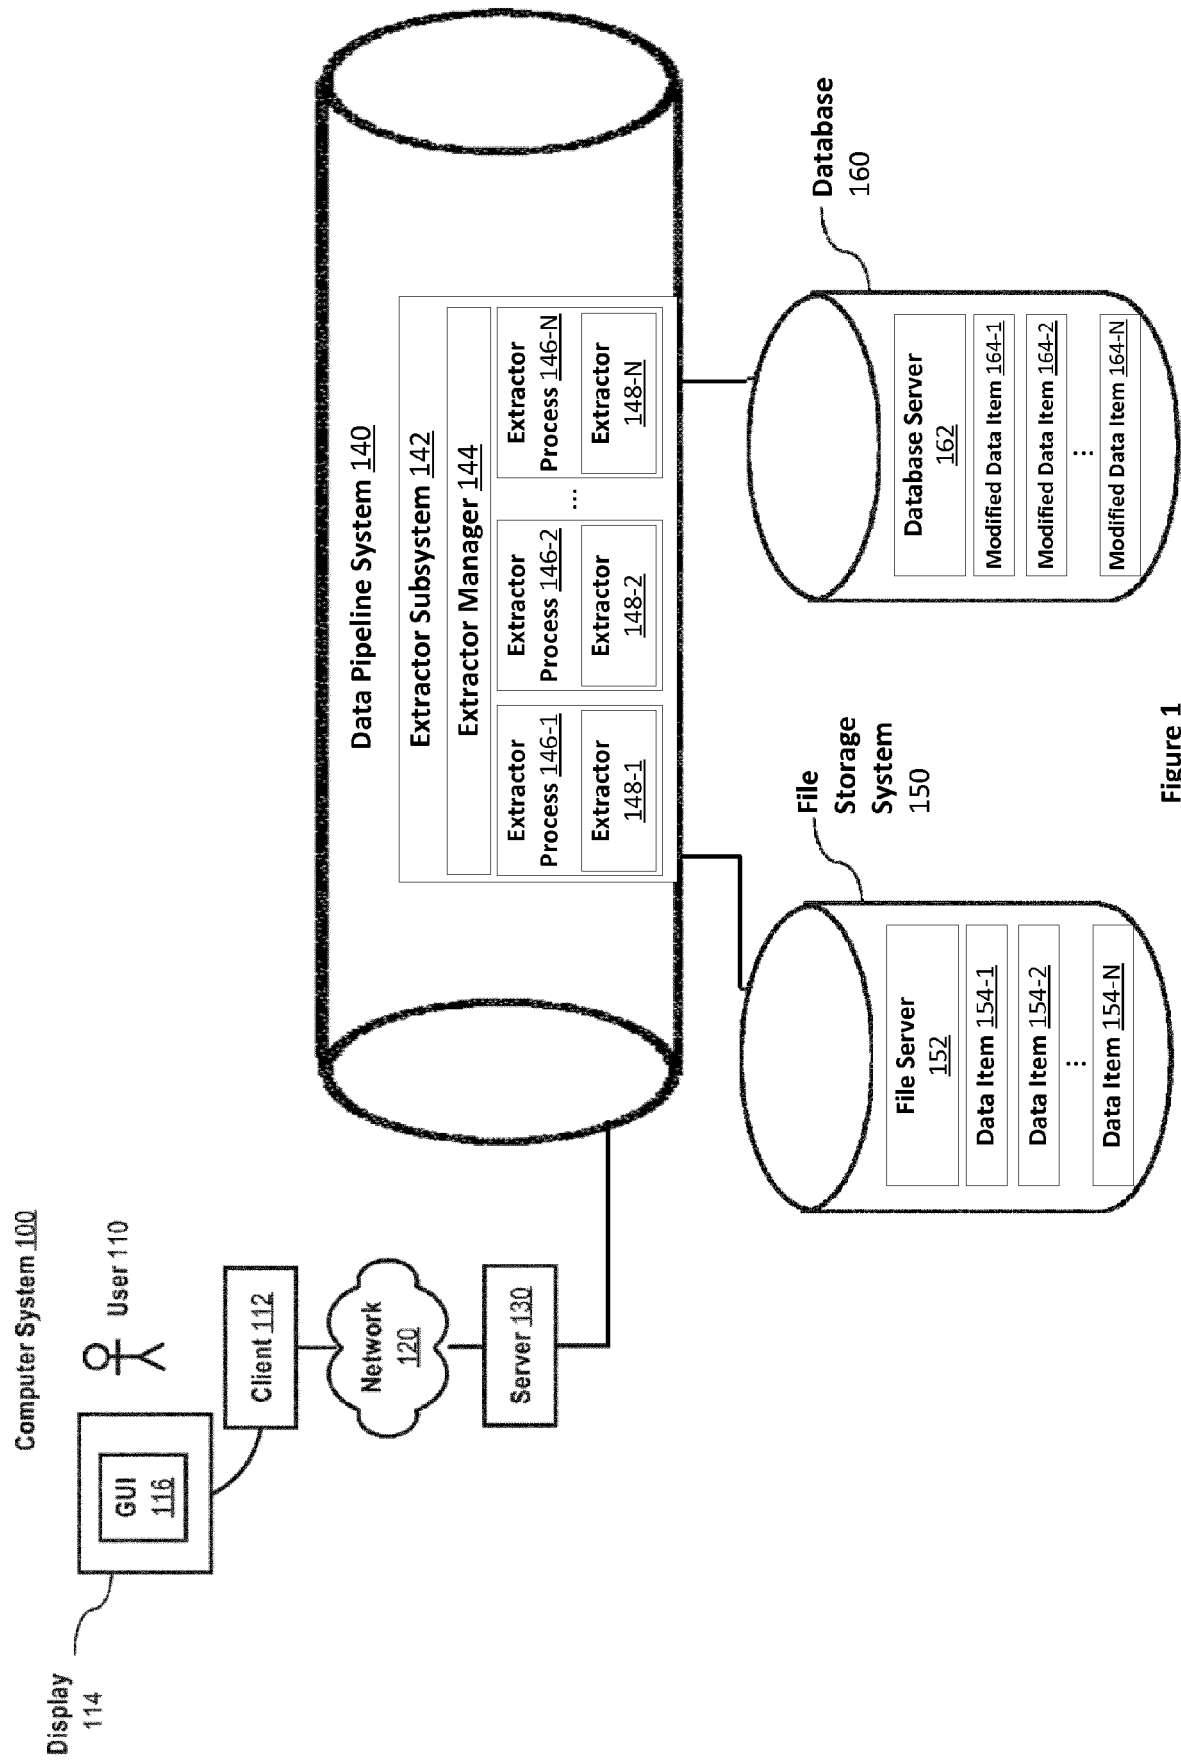 Computer System 100
Display
114
GUI
116
User 110
Client 112
Network
120
Server 130
Data Pipeline System 140
Extractor Subsystem 142
Extractor Manager 144
Extractor
Process 146-1
Extractor
148-1
Extractor
Process 146-2
Extractor
148-2
...
Extractor
Process 146-N
Extractor
148-N
File
Storage
System
150
File Server
152
Data Item 154-1
Data Item 154-2
...
Data Item 154-N
Database
160
Database Server
162
Modified Data Item 164-1
Modified Data Item 164-2
...
Modified Data Item 164-N
Figure 1